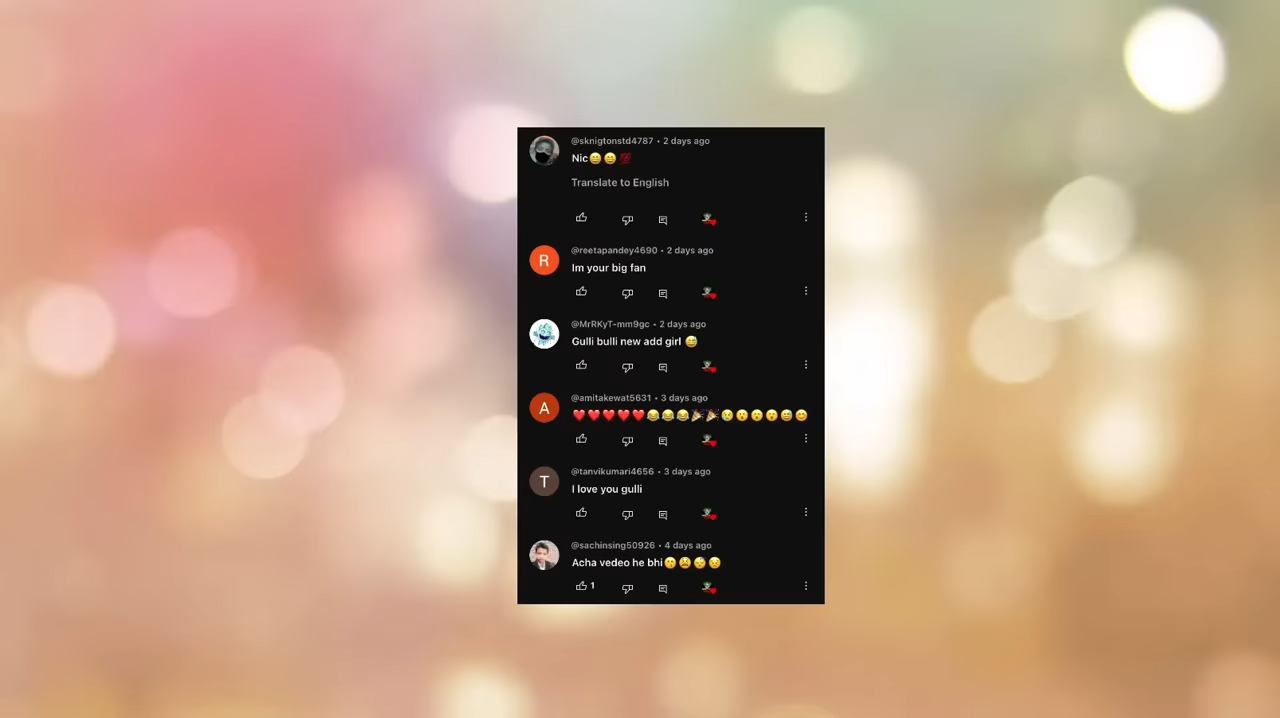 @sknigtonstd4787 • 2 days ago
Nic😀😄💯
Translate to English
R
@reetapandey4690 • 2 days ago
Im your big fan
@MrRKyT-mm9gc • 2 days ago
Gulli bulli new add girl 😅
A
@amitakewat5631 • 3 days ago
❤️❤️❤️❤️❤️😂😂😂🎉🎉😢😮😮😮😅😊
T
@tanvikumari4656 • 3 days ago
I love you gulli
@sachinsing50926 • 4 days ago
Acha vedeo he bhi😋😫😴😣
1